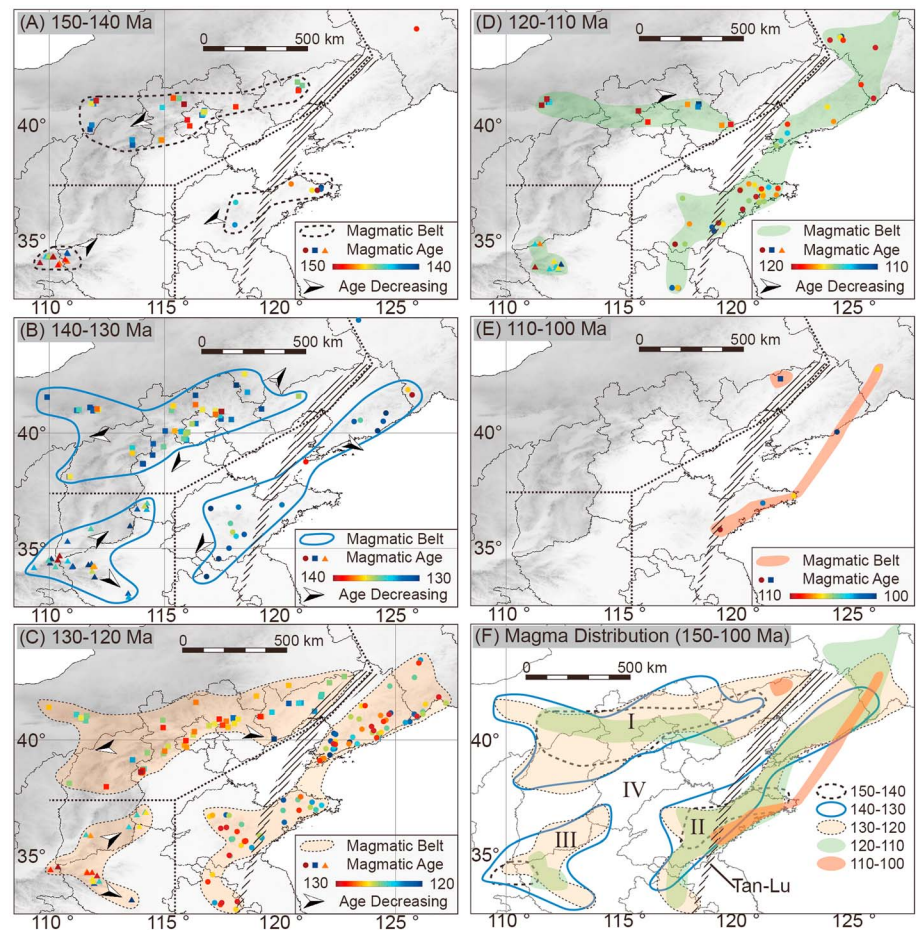 (A) 150-140 Ma
0 500 km
40°
35°
Magmatic Belt
Magmatic Age
150 140
Age Decreasing
110 115 120 °
(B) 140-130 Ma
0 500 km
40°
35°
Magmatic Belt
Magmatic Age
140 130
Age Decreasing
110 115 120 °
(C) 130-120 Ma
0 500 km
40°
35°
Magmatic Belt
Magmatic Age
130 120
Age Decreasing
110 115 120 125 °
(D) 120-110 Ma
0 500 km
40°
35°
Magmatic Belt
Magmatic Age
120 110
Age Decreasing
110 115 120 125 °
(E) 110-100 Ma
0 500 km
40°
35°
Magmatic Belt
Magmatic Age
110 100
110 115 120 125 °
(F) Magma Distribution (150-100 Ma)
0 500 km
40°
35°
I
IV
II
III
Tan-Lu
150-140
140-130
130-120
120-110
110-100
110 115 120 125 °